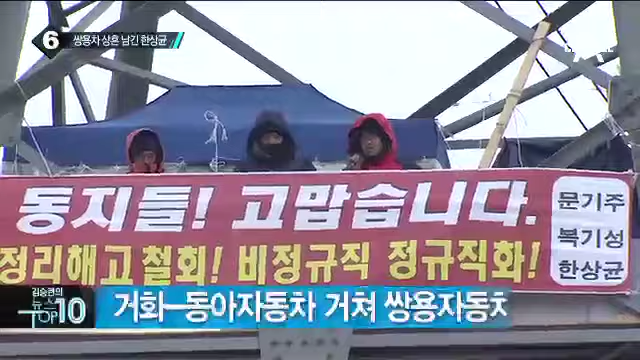 6 쌍용차 상흔 남긴 한상균
동지들! 고맙습니다.
정리해고 철회! 비정규직 정규직화!
문기주
복기성
한상균
김승련의
뉴스
TOP10
거화-동아자동차 거쳐 쌍용자동차